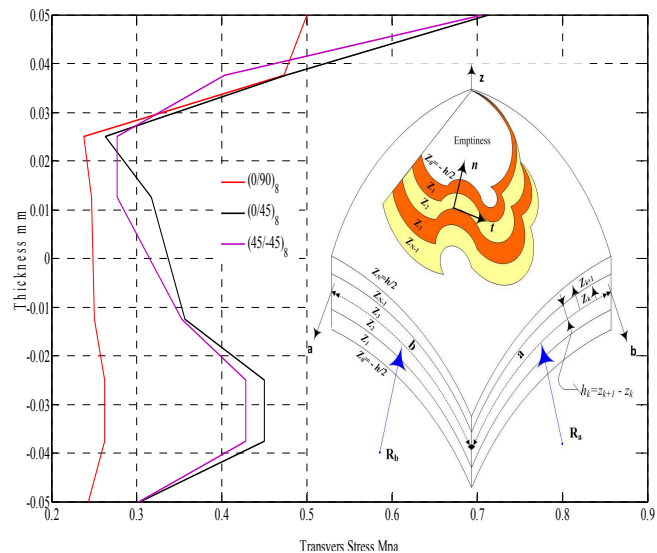 0.05
0.04
0.03
0.02
0.01
0
-0.01
-0.02
-0.03
-0.04
-0.05
Thickness mm
0.2 0.3 0.4 0.5 0.6 0.7 0.8 0.9
Transvers Stress Mpa
(0/90)8
(0/45)8
(45/-45)8
z
Emptiness
Z0= - h/2
Z1
Z2
Z3
ZN-1
n
t
ZN=h/2
ZN-1
Z3
Z2
Z1
Z0= - h/2
a
b
a
b
Zk+1
Zk
hk=zk+1 - zk
Rb
Ra